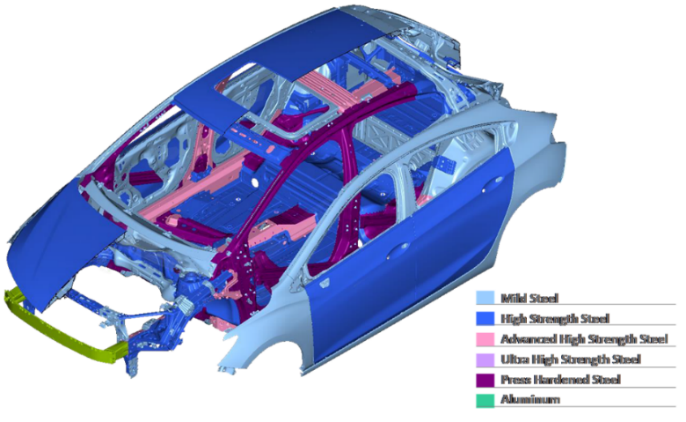 Mild Steel
High Strength Steel
Advanced High Strength Steel
Ultra High Strength Steel
Press Hardened Steel
Aluminum